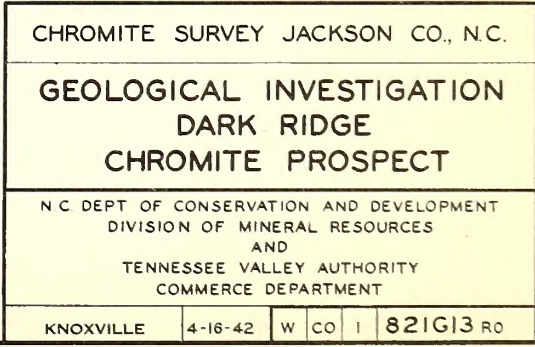 CHROMITE SURVEY JACKSON CO., N.C.
GEOLOGICAL INVESTIGATION
DARK RIDGE
CHROMITE PROSPECT
N C. DEPT OF CONSERVATION AND DEVELOPMENT
DIVISION OF MINERAL RESOURCES
AND
TENNESSEE VALLEY AUTHORITY
COMMERCE DEPARTMENT
KNOXVILLE 4-16-42 W CO 1 821G13 R0